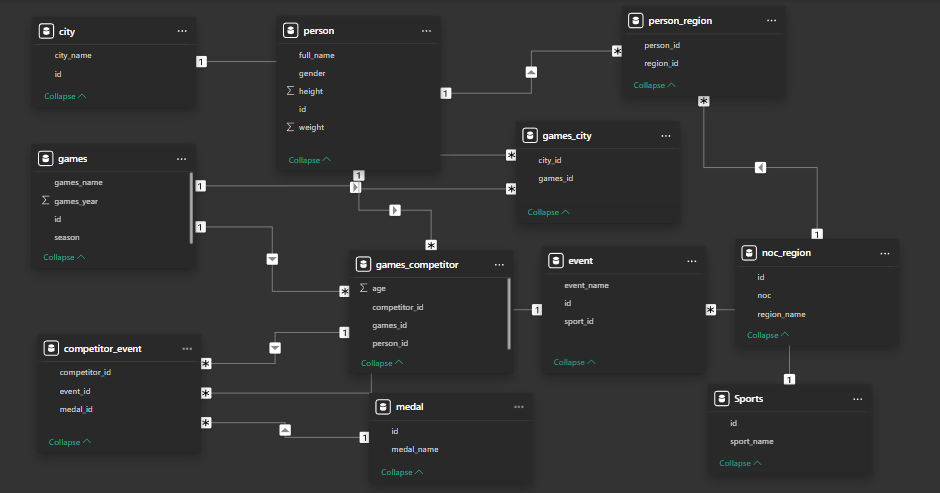 city
city_name
id
Collapse
person
full_name
gender
height
id
weight
Collapse
person_region
person_id
region_id
Collapse
games_city
city_id
games_id
Collapse
games
games_name
games_year
id
season
Collapse
games_competitor
age
competitor_id
games_id
person_id
Collapse
event
event_name
id
sport_id
Collapse
noc_region
id
noc
region_name
Collapse
competitor_event
competitor_id
event_id
medal_id
Collapse
medal
id
medal_name
Collapse
Sports
id
sport_name
Collapse
1
1
1
1
1
1
1
1
1
1